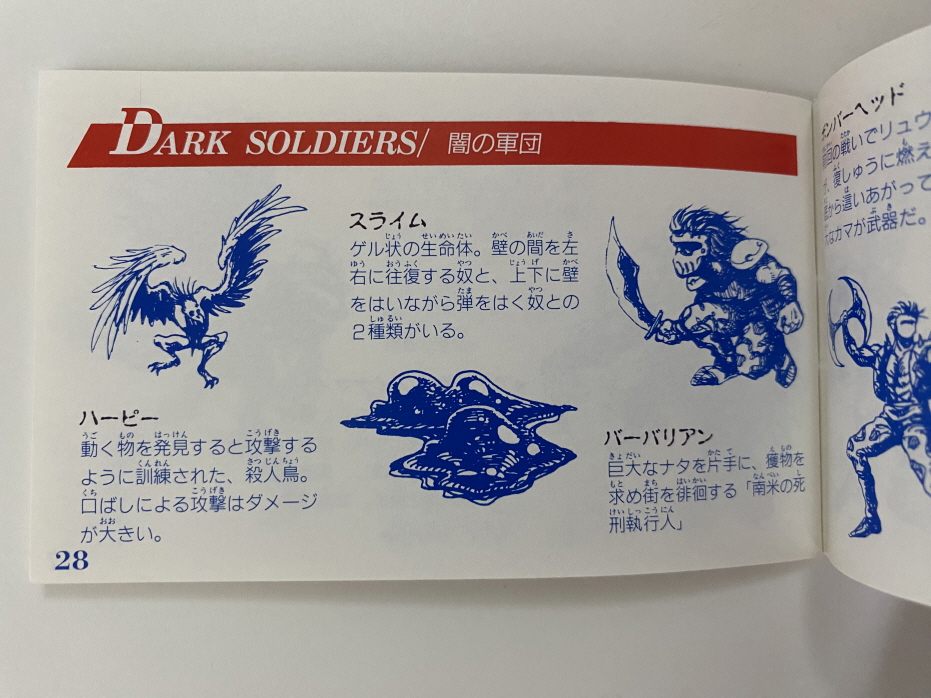 DARK SOLDIERS/ 闇の軍団
ハーピー
動く物を発見すると攻撃する
ように訓練された、殺人鳥。
口ばしによる攻撃はダメージ
が大きい。
スライム
ゲル状の生命体。壁の間を左
右に往復する奴と、上下に壁
をはいながら弾をはく奴との
2種類がいる。
バーバリアン
巨大なナタを片手に、獲物を
求め街を徘徊する「南米の死
刑執行人」
28
ンバーヘッド
回の戦いでリュウ
、復しゅうに燃え
から這いあがって
はカマが武器だ。